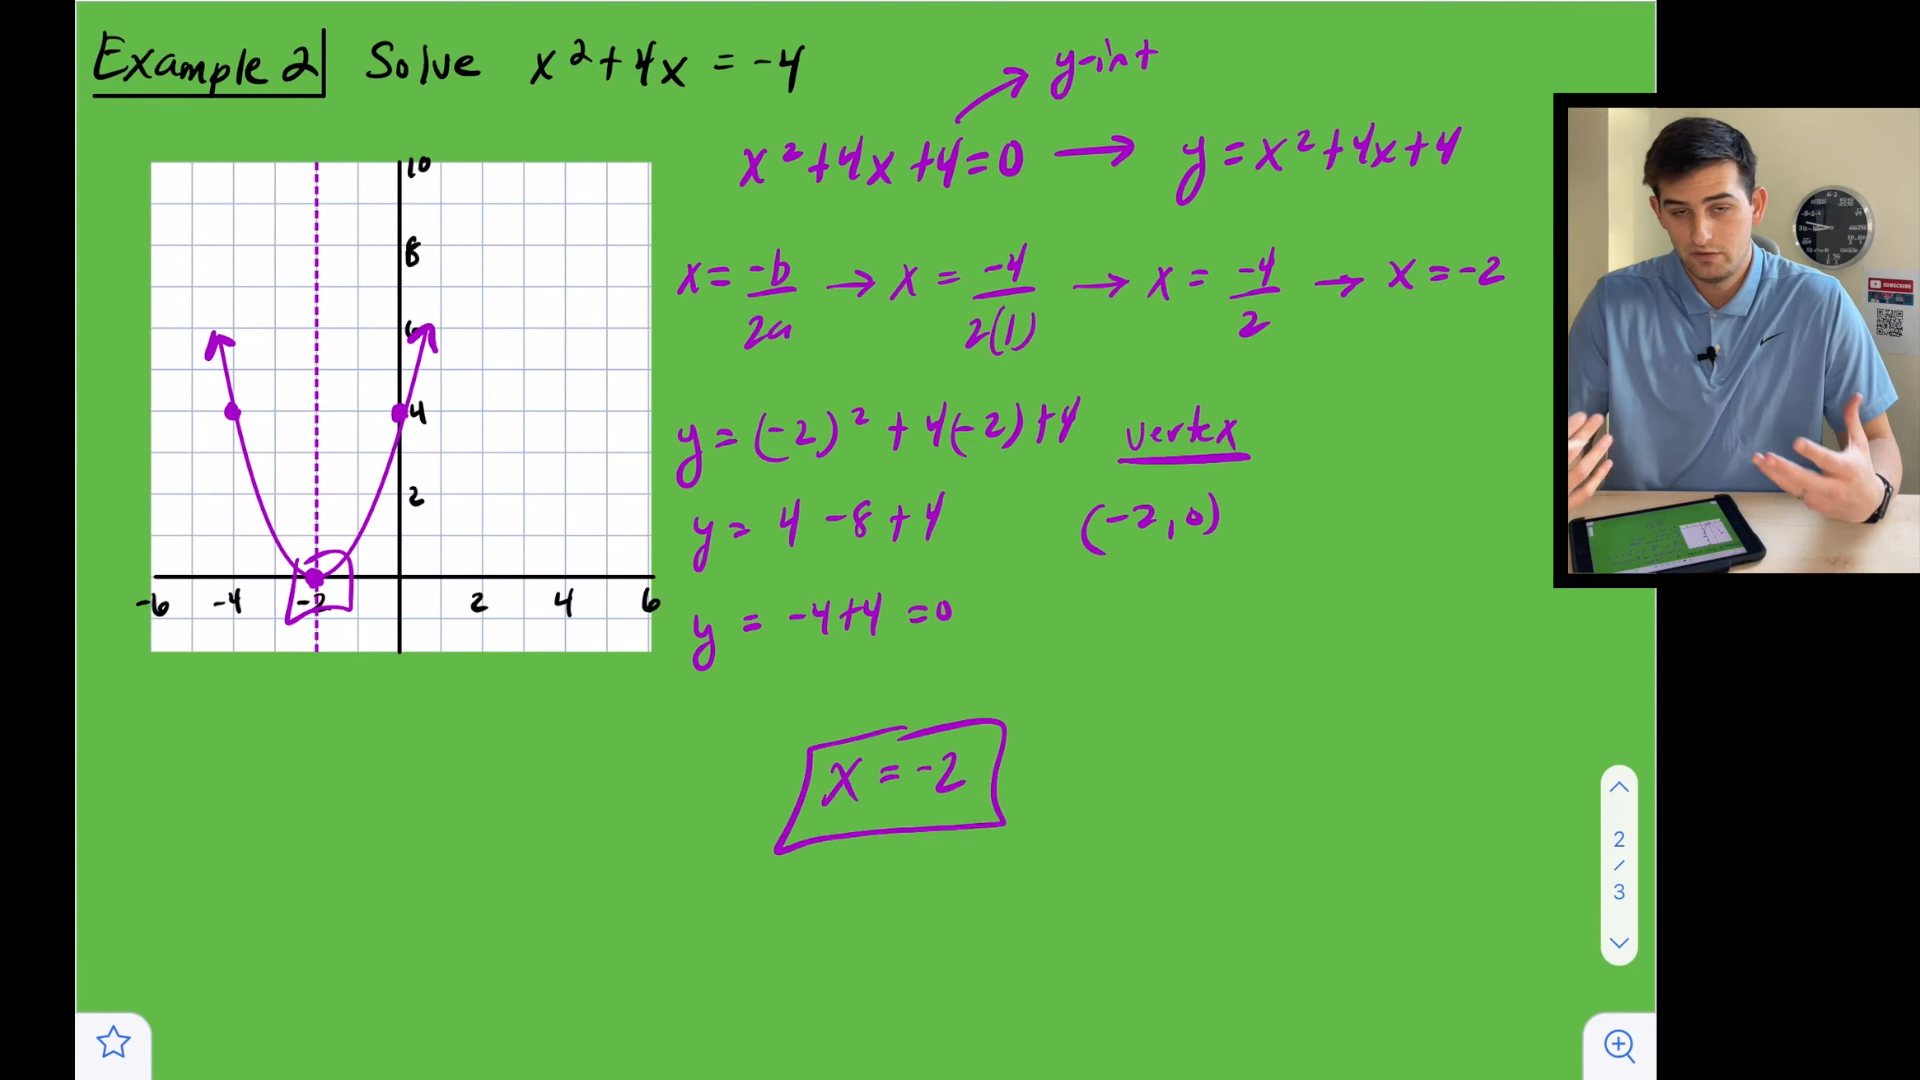 Example 2 Solve x² + 4x = -4
y-int
x² + 4x + 4 = 0 → y = x² + 4x + 4
x = -b/2a → x = -4/2(1) → x = -4/2 → x = -2
y = (-2)² + 4(-2) + 4 vertex
y = 4 - 8 + 4 (-2, 0)
y = -4 + 4 = 0
x = -2
10
8
6
4
2
-6 -4 -2 2 4 6
SUBSCRIBE
2
/
3